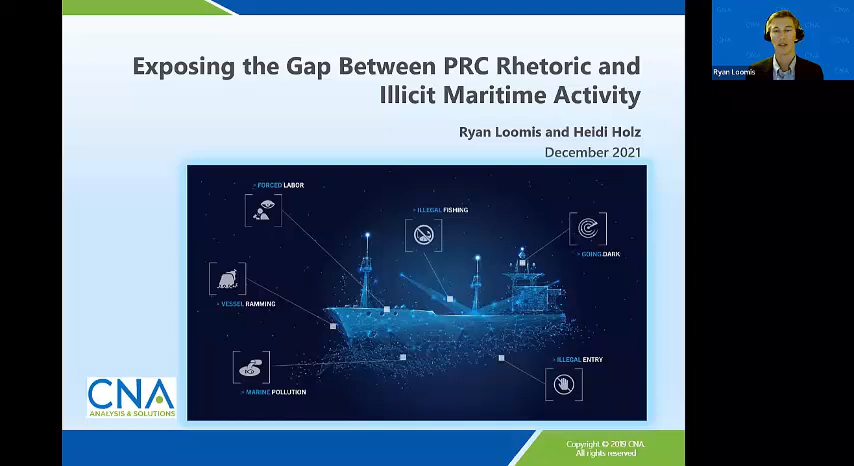 Exposing the Gap Between PRC Rhetoric and
Illicit Maritime Activity
Ryan Loomis and Heidi Holz
December 2021
› FORCED LABOR
› ILLEGAL FISHING
› GOING DARK
› VESSEL RAMMING
› ILLEGAL ENTRY
› MARINE POLLUTION
CNA
ANALYSIS & SOLUTIONS
Copyright © 2019 CNA.
All rights reserved
Ryan Loomis